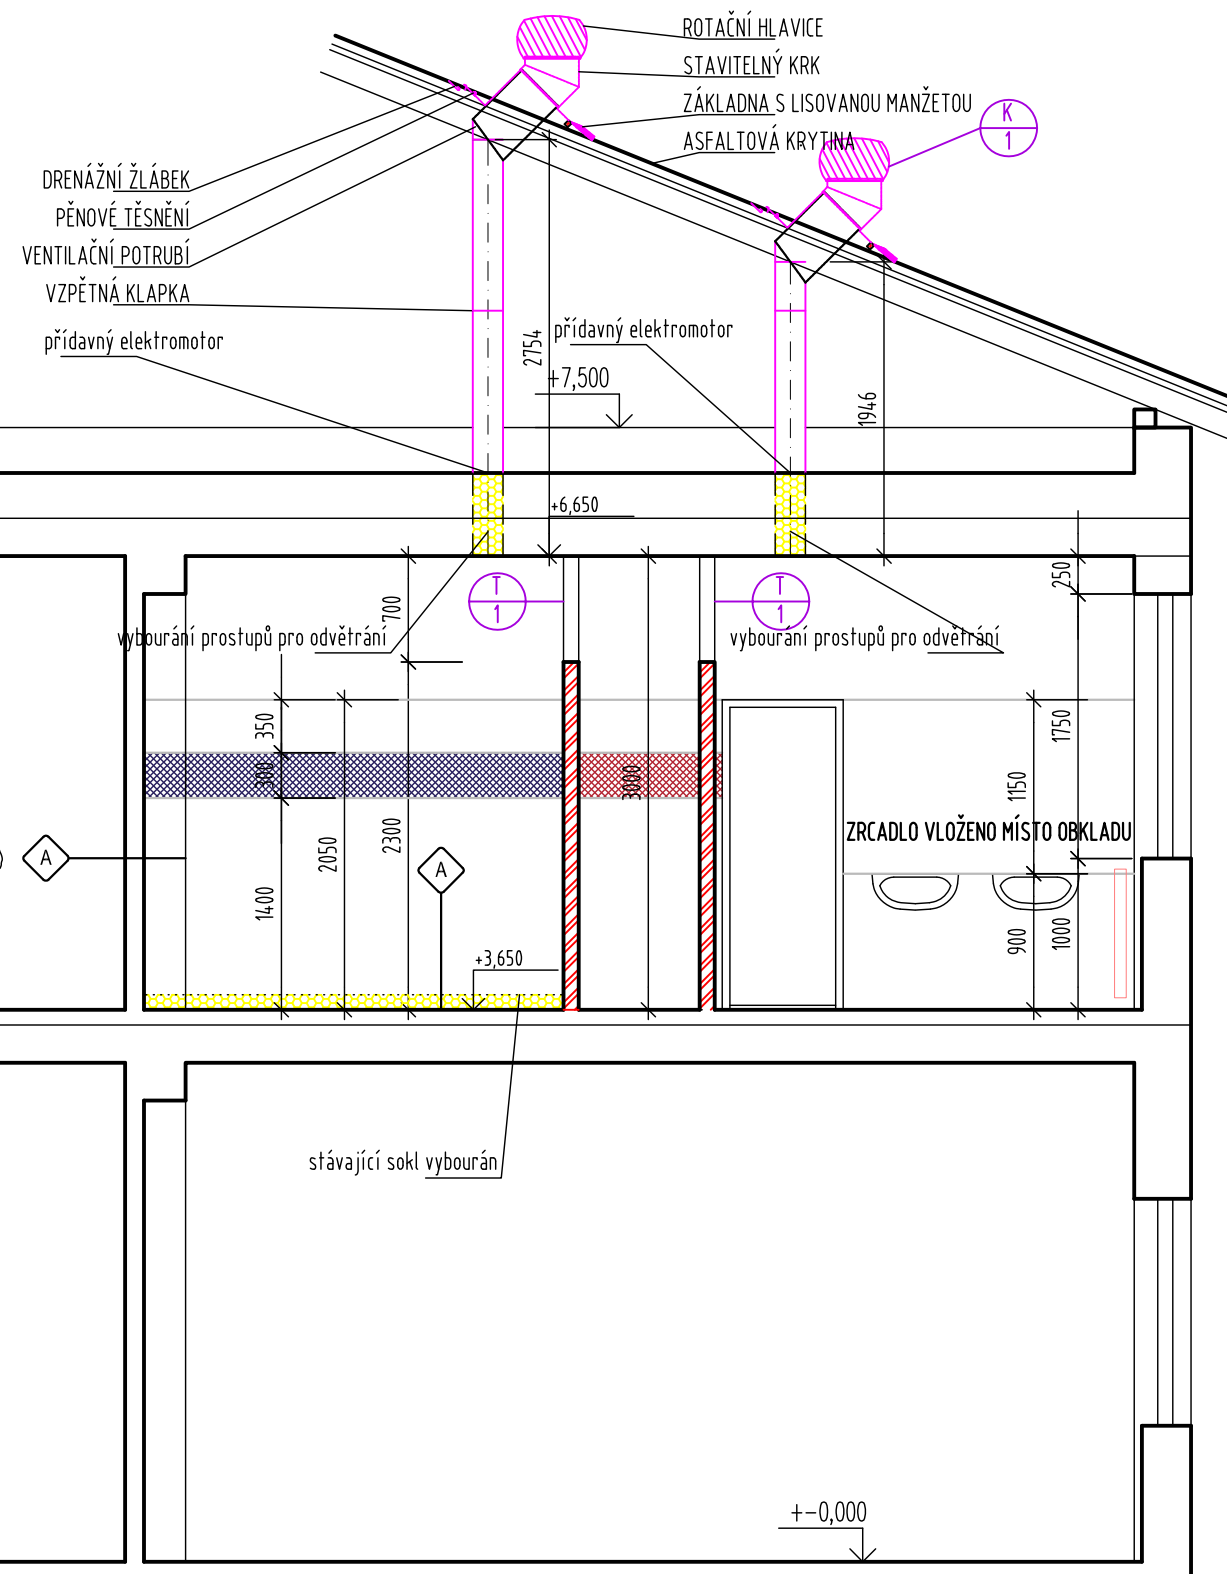 ROTAČNÍ HLAVICE
STAVITELNÝ KRK
ZÁKLADNA S LISOVANOU MANŽETOU
ASFALTOVÁ KRYTINA
K
1
DRENÁŽNÍ ŽLÁBEK
PĚNOVÉ TĚSNĚNÍ
VENTILAČNÍ POTRUBÍ
VZPĚTNÁ KLAPKA
přídavný elektromotor
přídavný elektromotor
2754
+7,500
1946
+6,650
250
T
1
T
1
700
vybourání prostupů pro odvětrání
vybourání prostupů pro odvětrání
350
1750
300
3000
1150
2050
2300
ZRCADLO VLOŽENO MÍSTO OBKLADU
A
A
1400
900
1000
+3,650
stávající sokl vybourán
+-0,000